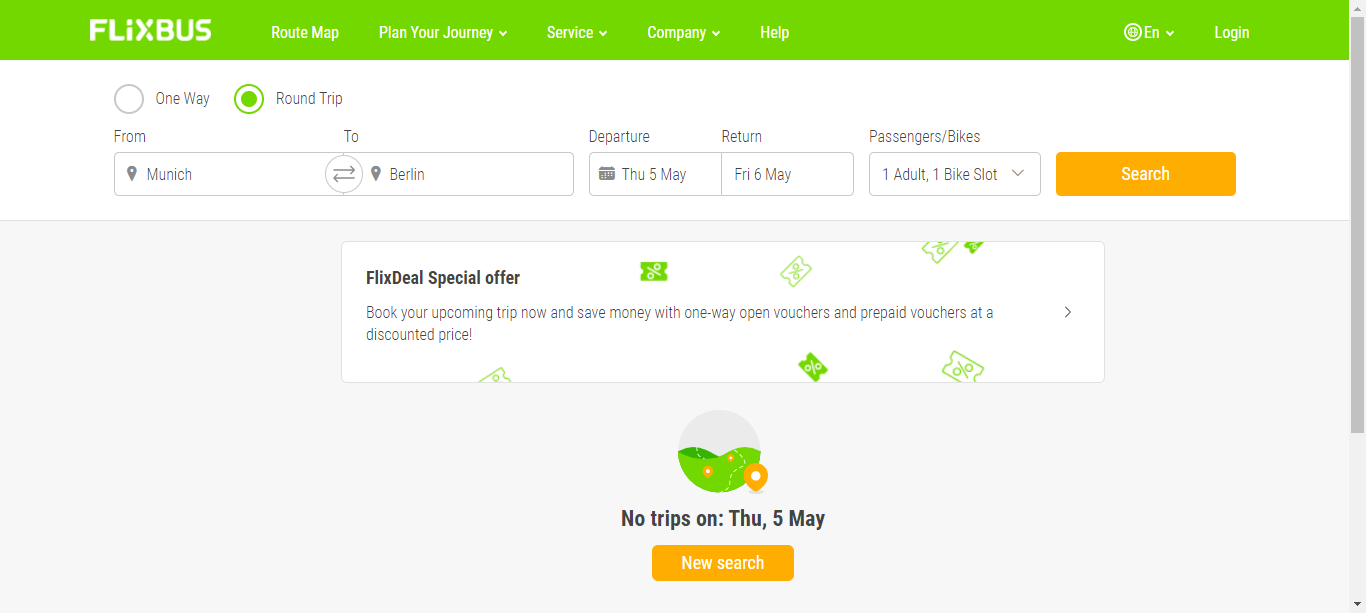 FLiXBUS Route Map Plan Your Journey Service Company Help En Login
One Way Round Trip
From To Departure Return Passengers/Bikes
Munich Berlin Thu 5 May Fri 6 May 1 Adult, 1 Bike Slot Search
FlixDeal Special offer
Book your upcoming trip now and save money with one-way open vouchers and prepaid vouchers at a
discounted price!
No trips on: Thu, 5 May
New search